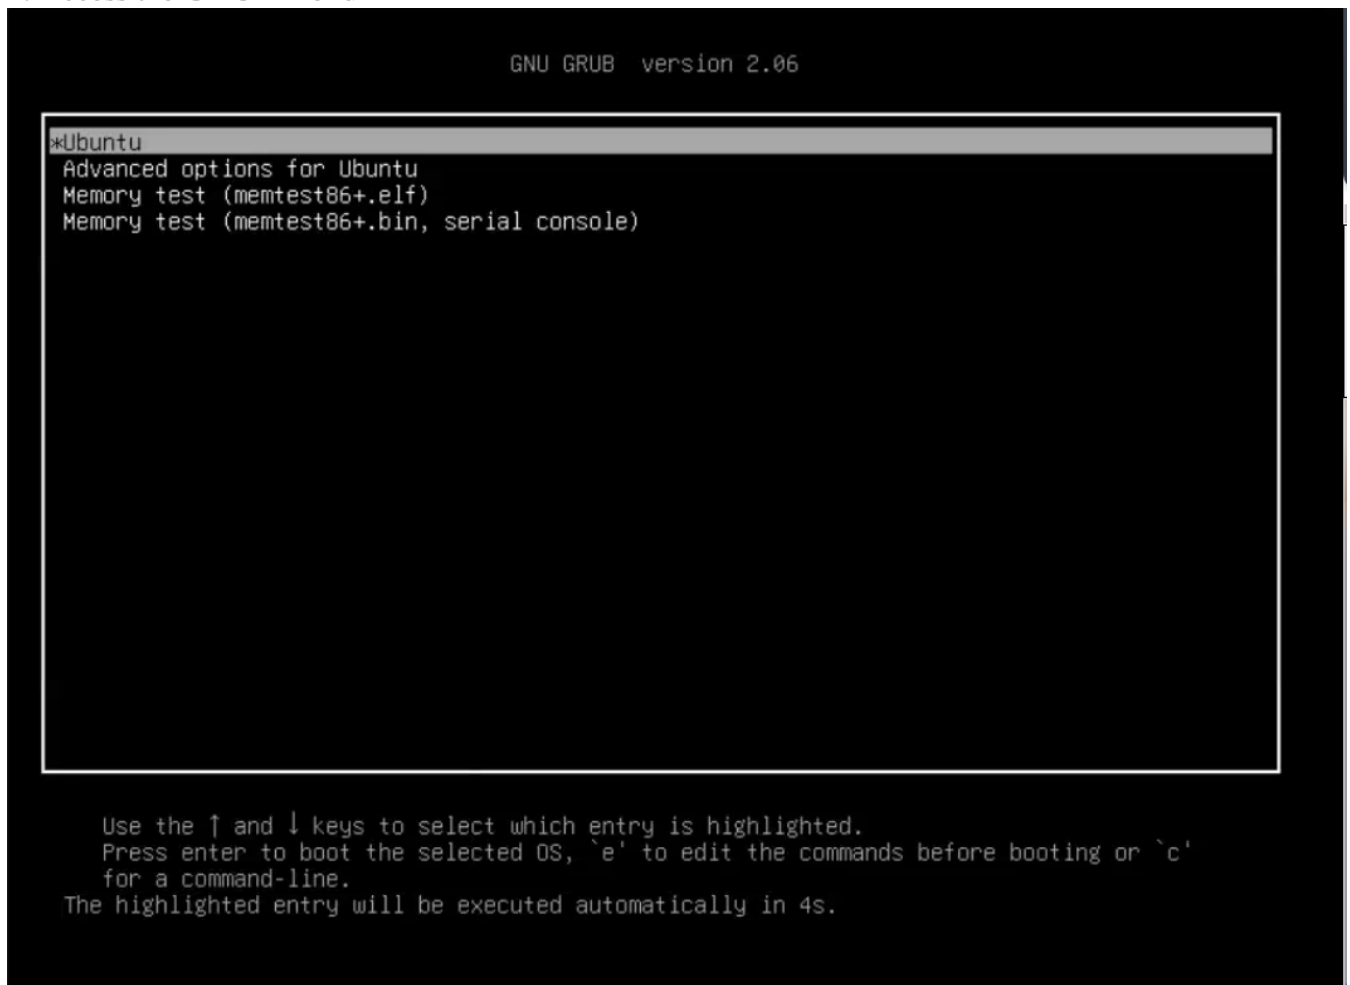 GNU GRUB version 2.06
*Ubuntu
Advanced options for Ubuntu
Memory test (memtest86+.elf)
Memory test (memtest86+.bin, serial console)
Use the ↑ and ↓ keys to select which entry is highlighted.
Press enter to boot the selected OS, `e' to edit the commands before booting or `c'
for a command-line.
The highlighted entry will be executed automatically in 4s.